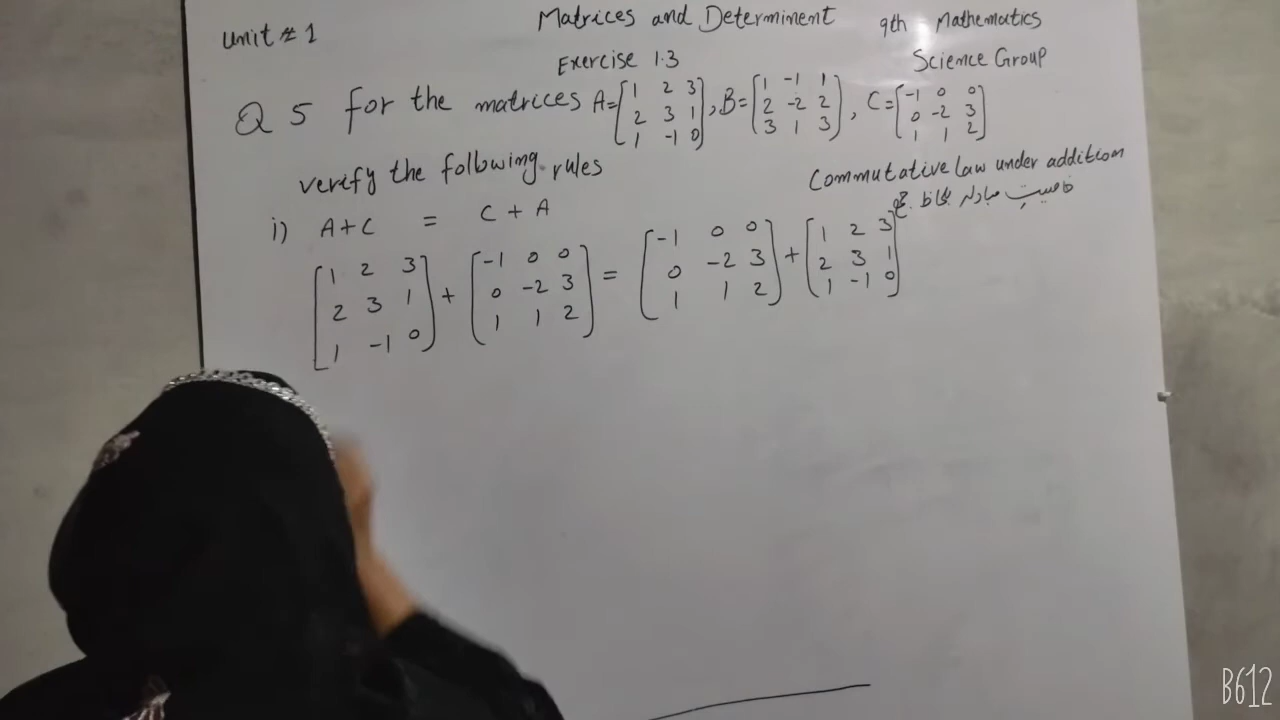 Unit # 1 Matrices and Determinent 9th Mathematics
Exercise 1.3 Science Group
Q 5 for the matrices A=[1 2 3; 2 3 1; 1 -1 0], B=[1 -1 1; 2 -2 2; 3 1 3], C=[-1 0 0; 0 -2 3; 1 1 2]
verify the following rules Commutative law under addition
خاصیتِ مبادلہ بلحاظ جمع
i) A+C = C+A
[1 2 3; 2 3 1; 1 -1 0] + [-1 0 0; 0 -2 3; 1 1 2] = [-1 0 0; 0 -2 3; 1 1 2] + [1 2 3; 2 3 1; 1 -1 0]
B612